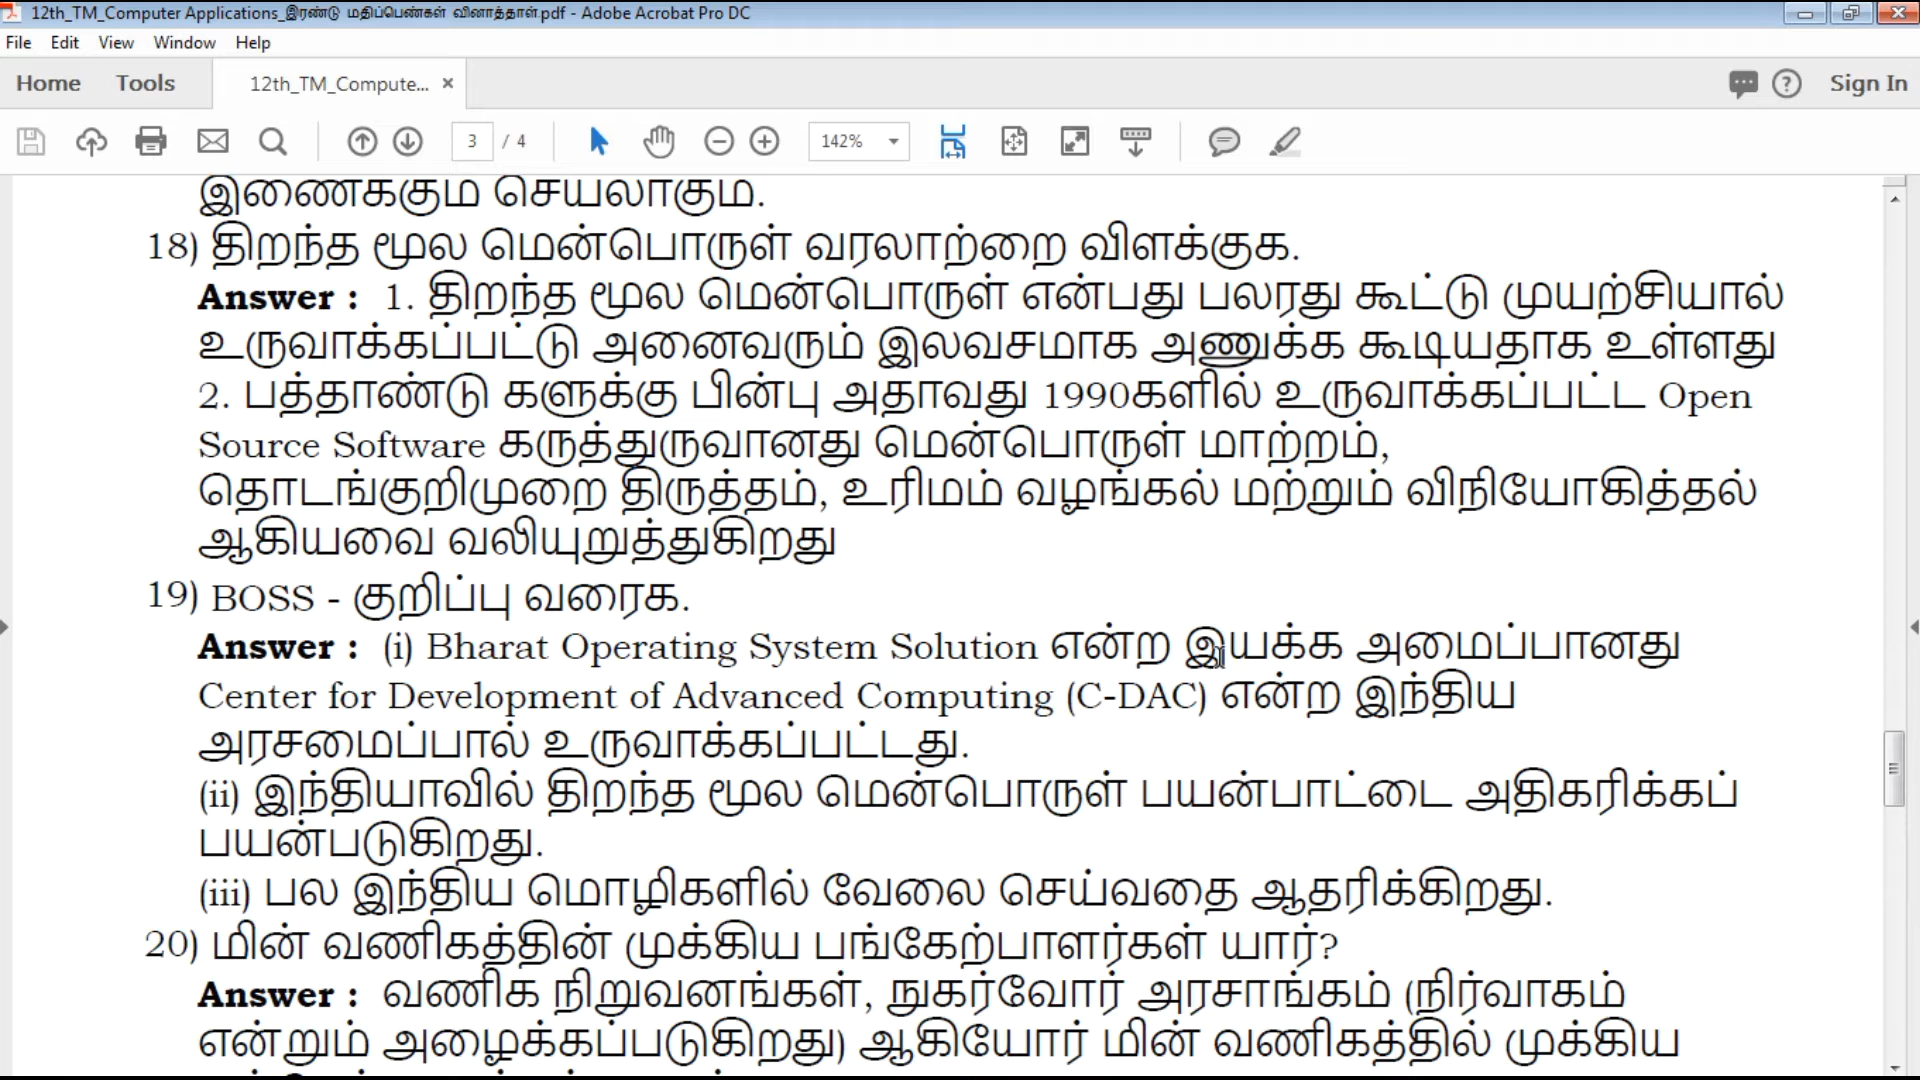 12th_TM_Computer Applications_இரண்டு மதிப்பெண்கள் வினாத்தாள்.pdf - Adobe Acrobat Pro DC
File Edit View Window Help
Home Tools 12th_TM_Compute... × Sign In
3 / 4 142%
இணைக்கும் செயலாகும்.
18) திறந்த மூல மென்பொருள் வரலாற்றை விளக்குக.
Answer : 1. திறந்த மூல மென்பொருள் என்பது பலரது கூட்டு முயற்சியால்
உருவாக்கப்பட்டு அனைவரும் இலவசமாக அணுக்க கூடியதாக உள்ளது
2. பத்தாண்டு களுக்கு பின்பு அதாவது 1990களில் உருவாக்கப்பட்ட Open
Source Software கருத்துருவானது மென்பொருள் மாற்றம்,
தொடங்குறிமுறை திருத்தம், உரிமம் வழங்கல் மற்றும் விநியோகித்தல்
ஆகியவை வலியுறுத்துகிறது
19) BOSS - குறிப்பு வரைக.
Answer : (i) Bharat Operating System Solution என்ற இயக்க அமைப்பானது
Center for Development of Advanced Computing (C-DAC) என்ற இந்திய
அரசமைப்பால் உருவாக்கப்பட்டது.
(ii) இந்தியாவில் திறந்த மூல மென்பொருள் பயன்பாட்டை அதிகரிக்கப்
பயன்படுகிறது.
(iii) பல இந்திய மொழிகளில் வேலை செய்வதை ஆதரிக்கிறது.
20) மின் வணிகத்தின் முக்கிய பங்கேற்பாளர்கள் யார்?
Answer : வணிக நிறுவனங்கள், நுகர்வோர் அரசாங்கம் (நிர்வாகம்
என்றும் அழைக்கப்படுகிறது) ஆகியோர் மின் வணிகத்தில் முக்கிய